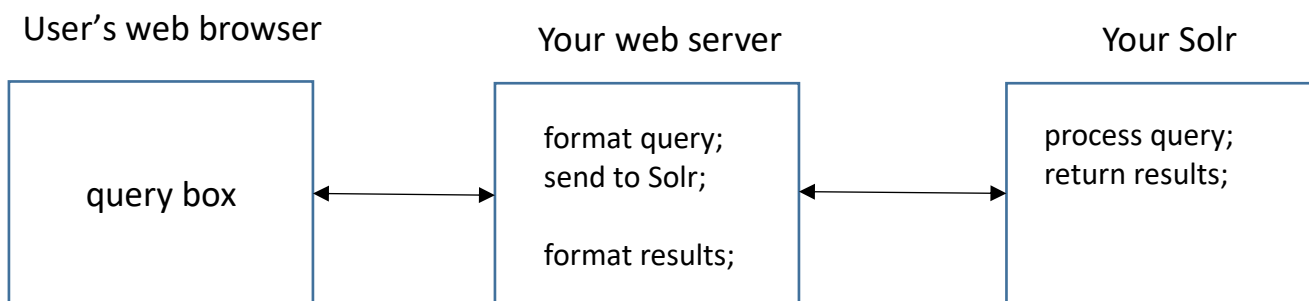 User’s web browser
Your web server
Your Solr
query box
format query;
send to Solr;
format results;
process query;
return results;